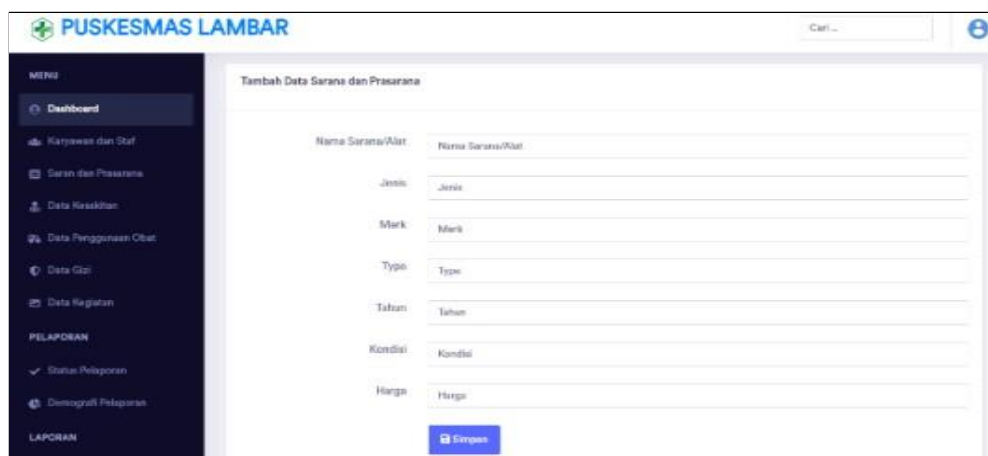 PUSKESMAS LAMBAR
Cari ...
MENU
Dashboard
Karyawan dan Staf
Saran dan Prasarana
Data Kesakitan
Data Penggunaan Obat
Data Gizi
Data Kegiatan
PELAPORAN
Status Pelaporan
Demografi Pelaporan
LAPORAN
Tambah Data Sarana dan Prasarana
Nama Sarana/Alat
Nama Sarana/Alat
Jenis
Jenis
Merk
Merk
Type
Type
Tahun
Tahun
Kondisi
Kondisi
Harga
Harga
Simpan